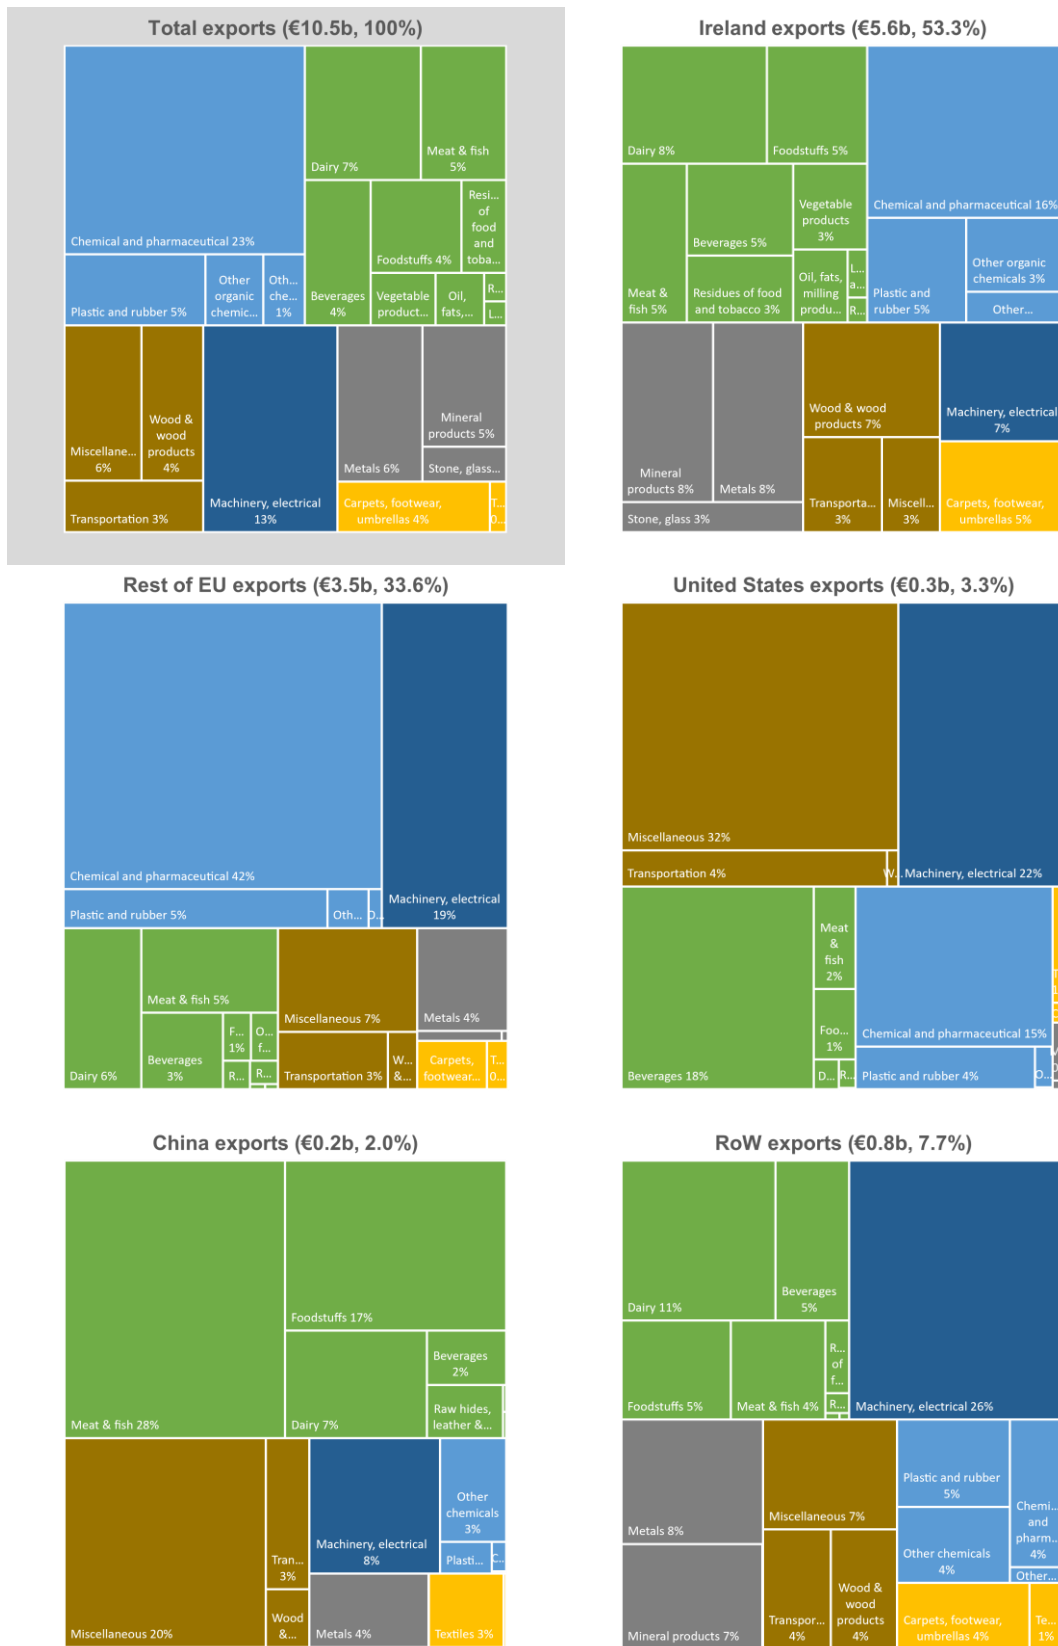 Total exports (€10.5b, 100%)
Chemical and pharmaceutical 23%
Dairy 7%
Meat & fish
5%
Plastic and rubber 5%
Other
organic
chemic...
Oth...
che...
1%
Beverages
4%
Foodstuffs 4%
Resi...
of
food
and
toba...
Vegetable
product...
Oil,
fats,...
R...
L...
Miscellane...
6%
Wood &
wood
products
4%
Transportation 3%
Machinery, electrical
13%
Metals 6%
Mineral
products 5%
Stone, glass...
Carpets, footwear,
umbrellas 4%
T...
0...
Ireland exports (€5.6b, 53.3%)
Dairy 8%
Foodstuffs 5%
Chemical and pharmaceutical 16%
Meat &
fish 5%
Beverages 5%
Residues of food
and tobacco 3%
Vegetable
products
3%
Oil, fats,
milling
produ...
L...
a...
R...
Plastic and
rubber 5%
Other organic
chemicals 3%
Other...
Mineral
products 8%
Metals 8%
Stone, glass 3%
Wood & wood
products 7%
Transporta...
3%
Miscell...
3%
Machinery, electrical
7%
Carpets, footwear,
umbrellas 5%
Rest of EU exports (€3.5b, 33.6%)
Chemical and pharmaceutical 42%
Machinery, electrical
19%
Plastic and rubber 5%
Oth...
O...
Dairy 6%
Meat & fish 5%
Beverages
3%
F...
1%
O...
f...
R...
R...
Miscellaneous 7%
Transportation 3%
W...
&...
Metals 4%
Carpets,
footwear...
T...
0...
United States exports (€0.3b, 3.3%)
Miscellaneous 32%
Transportation 4%
W...
Machinery, electrical 22%
Beverages 18%
Meat
&
fish
2%
Foo...
1%
D...
R...
Chemical and pharmaceutical 15%
Plastic and rubber 4%
O...
China exports (€0.2b, 2.0%)
Meat & fish 28%
Foodstuffs 17%
Dairy 7%
Beverages
2%
Raw hides,
leather &...
Miscellaneous 20%
Tran...
3%
Wood
&...
Machinery, electrical
8%
Other
chemicals
3%
Plasti...
C...
Metals 4%
Textiles 3%
RoW exports (€0.8b, 7.7%)
Dairy 11%
Beverages
5%
Foodstuffs 5%
Meat & fish 4%
R...
of
f...
R...
Machinery, electrical 26%
Metals 8%
Mineral products 7%
Miscellaneous 7%
Transpor...
4%
Wood &
wood
products
4%
Plastic and rubber
5%
Other chemicals
4%
Chemi...
and
pharm...
4%
Other...
Carpets, footwear,
umbrellas 4%
Te...
1%